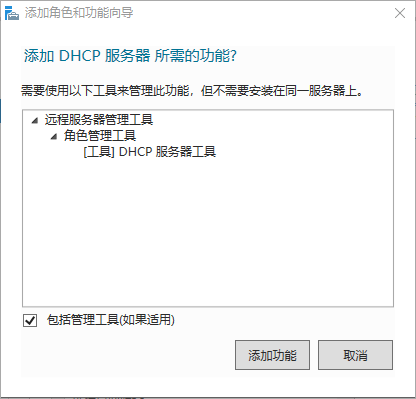 添加角色和功能向导
添加 DHCP 服务器 所需的功能?
需要使用以下工具来管理此功能，但不需要安装在同一服务器上。
远程服务器管理工具
角色管理工具
[工具] DHCP 服务器工具
包括管理工具(如果适用)
添加功能
取消